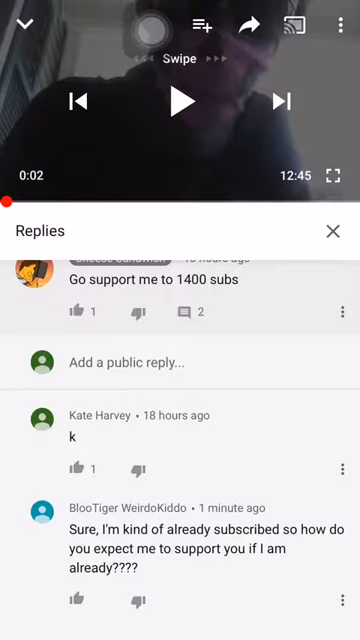 Swipe
0:02
12:45
Replies
Go support me to 1400 subs
1
2
Add a public reply...
Kate Harvey • 18 hours ago
k
1
BlooTiger WeirdoKiddo • 1 minute ago
Sure, I'm kind of already subscribed so how do
you expect me to support you if I am
already????